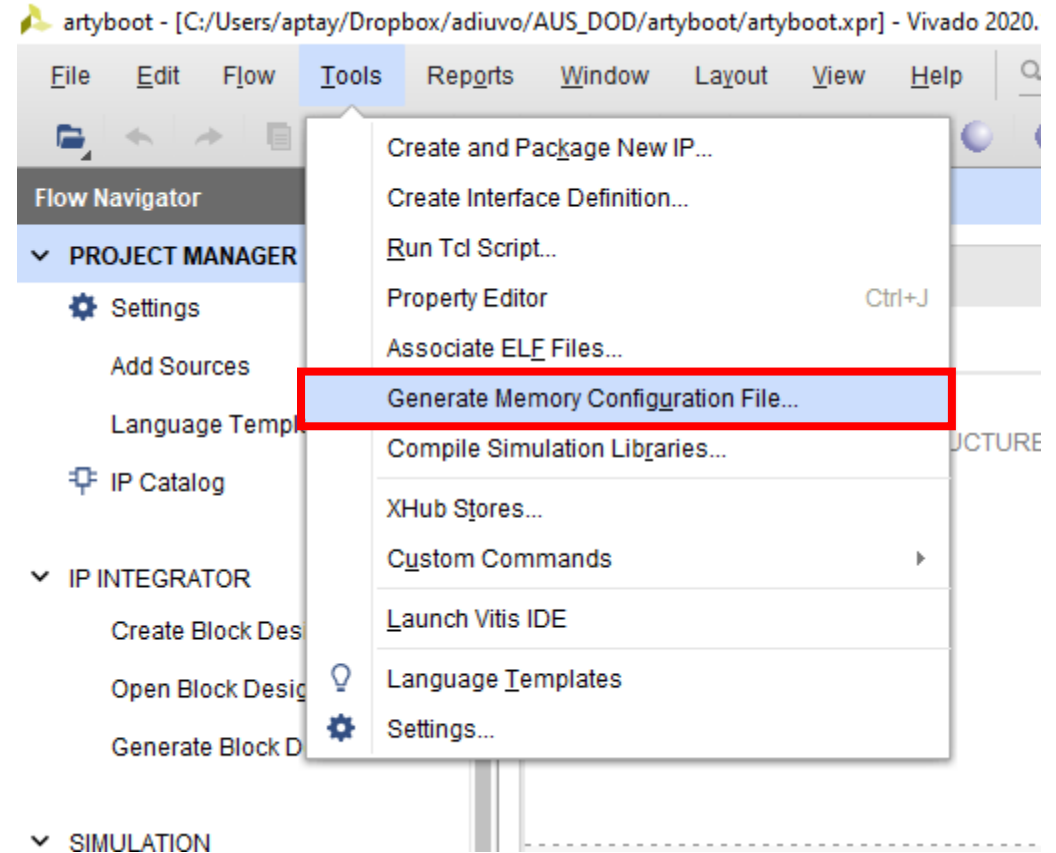 artyboot - [C:/Users/aptay/Dropbox/adiuvo/AUS_DOD/artyboot/artyboot.xpr] - Vivado 2020.
File Edit Flow Tools Reports Window Layout View Help
Flow Navigator
PROJECT MANAGER
Settings
Add Sources
Language Templ
IP Catalog
IP INTEGRATOR
Create Block Des
Open Block Desig
Generate Block D
SIMULATION
Create and Package New IP...
Create Interface Definition...
Run Tcl Script...
Property Editor Ctrl+J
Associate ELF Files...
Generate Memory Configuration File...
Compile Simulation Libraries...
XHub Stores...
Custom Commands
Launch Vitis IDE
Language Templates
Settings...